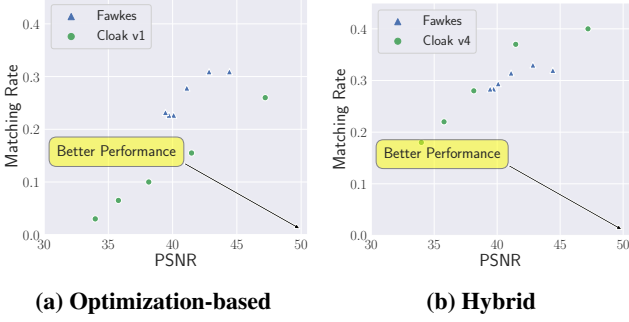 0.4
0.3
0.2
0.1
0.0
Matching Rate
Fawkes
Cloak v1
Better Performance
30 35 40 45 50
PSNR
(a) Optimization-based
0.4
0.3
0.2
0.1
0.0
Matching Rate
Fawkes
Cloak v4
Better Performance
30 35 40 45 50
PSNR
(b) Hybrid